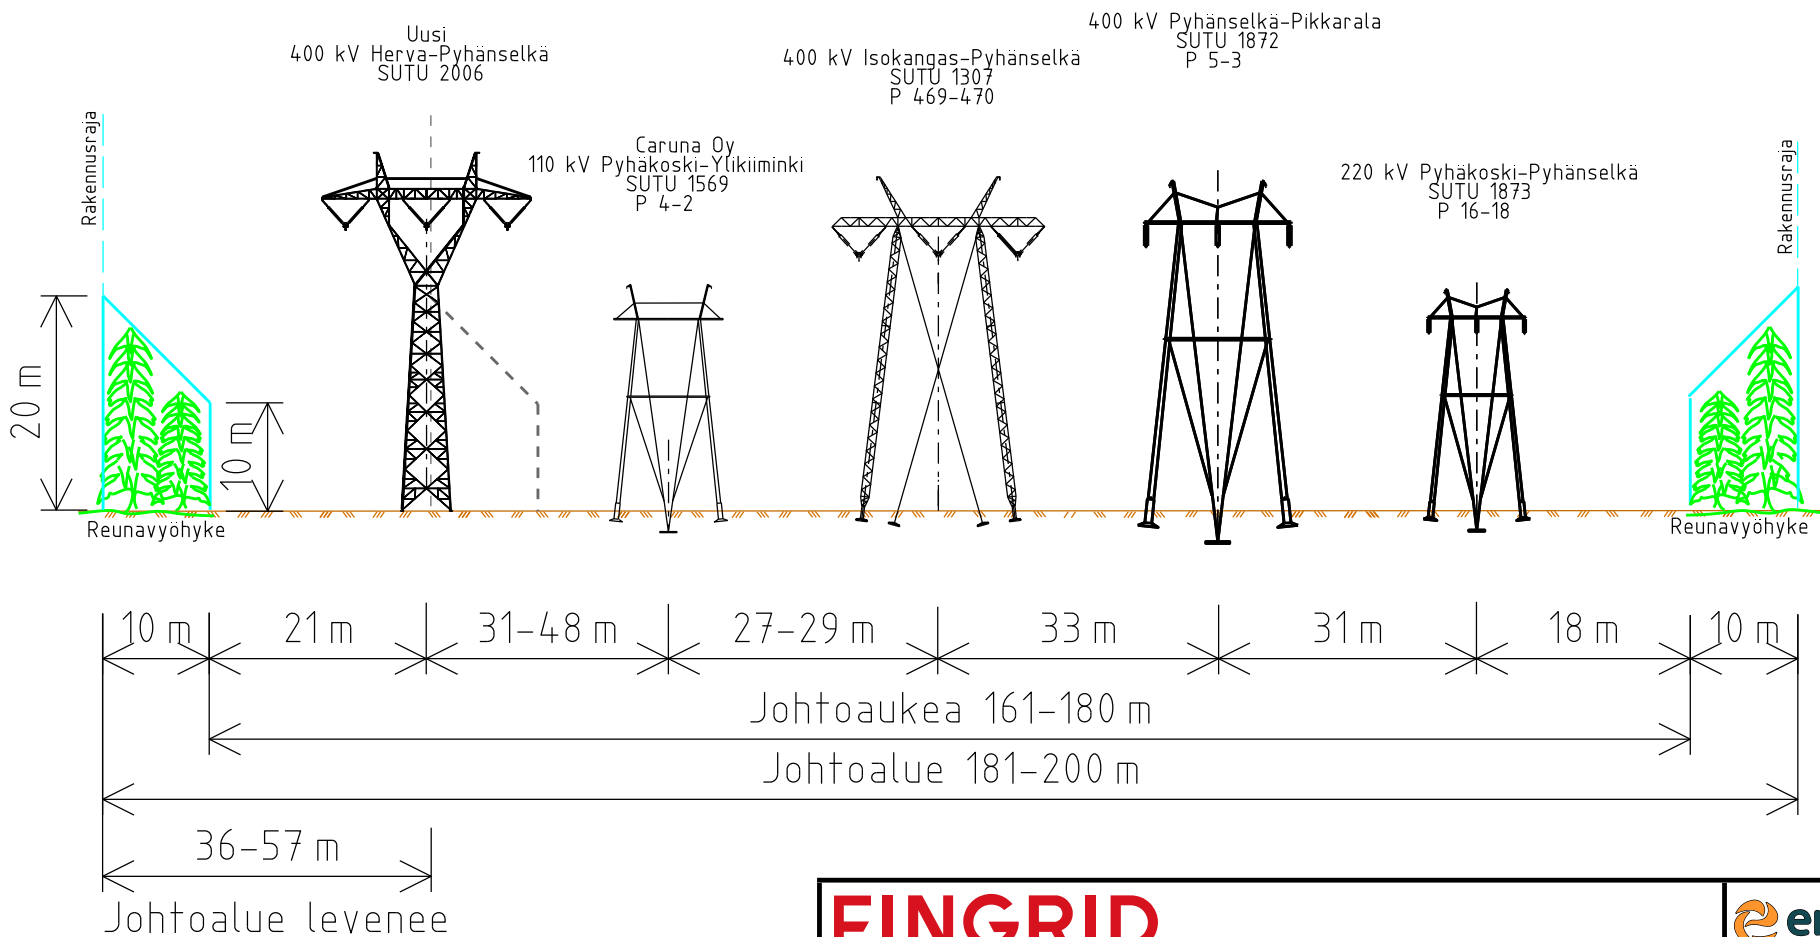 Uusi
400 kV Herva-Pyhänselkä
SUTU 2006
Caruna Oy
110 kV Pyhäkoski-Ylikiiminki
SUTU 1569
P 4-2
400 kV Isokangas-Pyhänselkä
SUTU 1307
P 469-470
400 kV Pyhänselkä-Pikkarala
SUTU 1872
P 5-3
220 kV Pyhäkoski-Pyhänselkä
SUTU 1873
P 16-18
Rakennusraja
Rakennusraja
20 m
10 m
Reunavyöhyke
Reunavyöhyke
10 m
21 m
31-48 m
27-29 m
33 m
31 m
18 m
10 m
Johtoaukea 161-180 m
Johtoalue 181-200 m
36-57 m
Johtoalue levenee
FINGRID